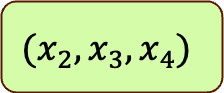 (x₂, x₃, x₄)